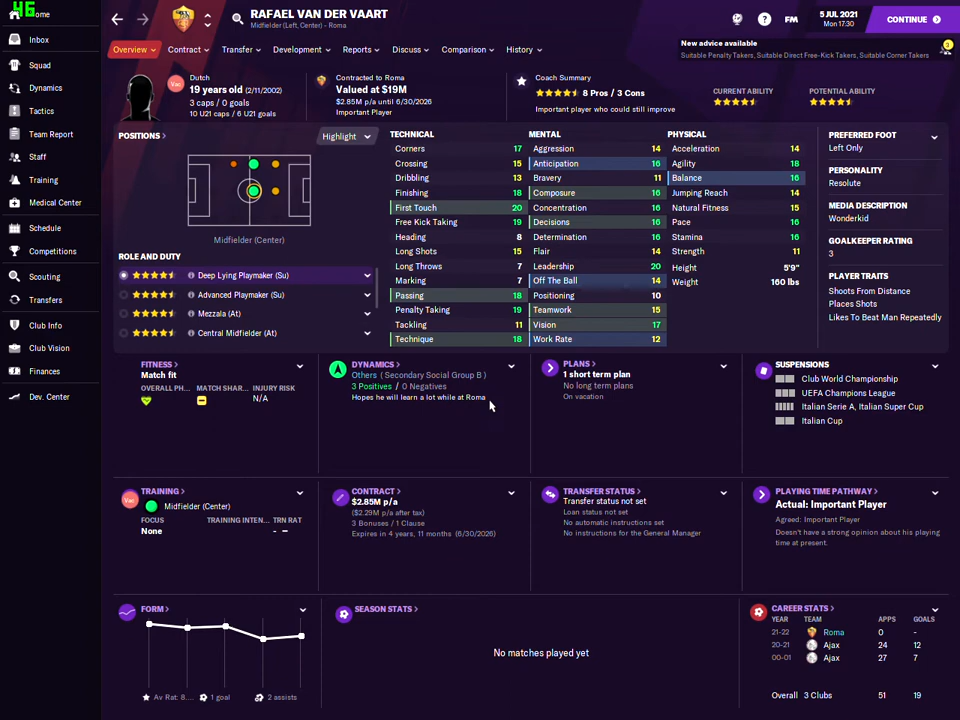 46
Home
RAFAEL VAN DER VAART
Midfielder (Left, Center) - Roma
FM
5 JUL 2021
Mon 17:30
CONTINUE
Overview
Contract
Transfer
Development
Reports
Discuss
Comparison
History
New advice available
Suitable Penalty Takers, Suitable Direct Free-Kick Takers, Suitable Corner Takers
3
Inbox
Squad
Dynamics
Tactics
Team Report
Staff
Training
Medical Center
Schedule
Competitions
Scouting
Transfers
Club Info
Club Vision
Finances
Dev. Center
Vac
Dutch
19 years old (2/11/2002)
3 caps / 0 goals
10 U21 caps / 6 U21 goals
Contracted to Roma
Valued at $19M
$2.85M p/a until 6/30/2026
Important Player
Coach Summary
8 Pros / 3 Cons
Important player who could still improve
CURRENT ABILITY
POTENTIAL ABILITY
POSITIONS
Highlight
Midfielder (Center)
ROLE AND DUTY
Deep Lying Playmaker (Su)
Advanced Playmaker (Su)
Mezzala (At)
Central Midfielder (At)
TECHNICAL
Corners 17
Crossing 15
Dribbling 13
Finishing 18
First Touch 20
Free Kick Taking 19
Heading 8
Long Shots 15
Long Throws 7
Marking 7
Passing 18
Penalty Taking 19
Tackling 11
Technique 18
MENTAL
Aggression 14
Anticipation 16
Bravery 11
Composure 16
Concentration 16
Decisions 16
Determination 16
Flair 14
Leadership 20
Off The Ball 14
Positioning 10
Teamwork 15
Vision 17
Work Rate 12
PHYSICAL
Acceleration 14
Agility 18
Balance 16
Jumping Reach 14
Natural Fitness 15
Pace 16
Stamina 16
Strength 11
Height 5'9"
Weight 160 lbs
PREFERRED FOOT
Left Only
PERSONALITY
Resolute
MEDIA DESCRIPTION
Wonderkid
GOALKEEPER RATING
3
PLAYER TRAITS
Shoots From Distance
Places Shots
Likes To Beat Man Repeatedly
FITNESS
Match fit
OVERALL PH...
MATCH SHAR...
INJURY RISK
N/A
DYNAMICS
Others ( Secondary Social Group B )
3 Positives / 0 Negatives
Hopes he will learn a lot while at Roma
PLANS
1 short term plan
No long term plans
On vacation
SUSPENSIONS
Club World Championship
UEFA Champions League
Italian Serie A, Italian Super Cup
Italian Cup
TRAINING
Vac
Midfielder (Center)
FOCUS
None
TRAINING INTEN...
TRN RAT
- -
CONTRACT
$2.85M p/a
($2.29M p/a after tax)
3 Bonuses / 1 Clause
Expires in 4 years, 11 months (6/30/2026)
TRANSFER STATUS
Transfer status not set
Loan status not set
No automatic instructions set
No instructions for the General Manager
PLAYING TIME PATHWAY
Actual: Important Player
Agreed: Important Player
Doesn't have a strong opinion about his playing
time at present.
FORM
Av Rat: 8....
1 goal
2 assists
SEASON STATS
No matches played yet
CAREER STATS
YEAR TEAM APPS GOALS
21-22 Roma 0 -
20-21 Ajax 24 12
00-01 Ajax 27 7
Overall 3 Clubs 51 19